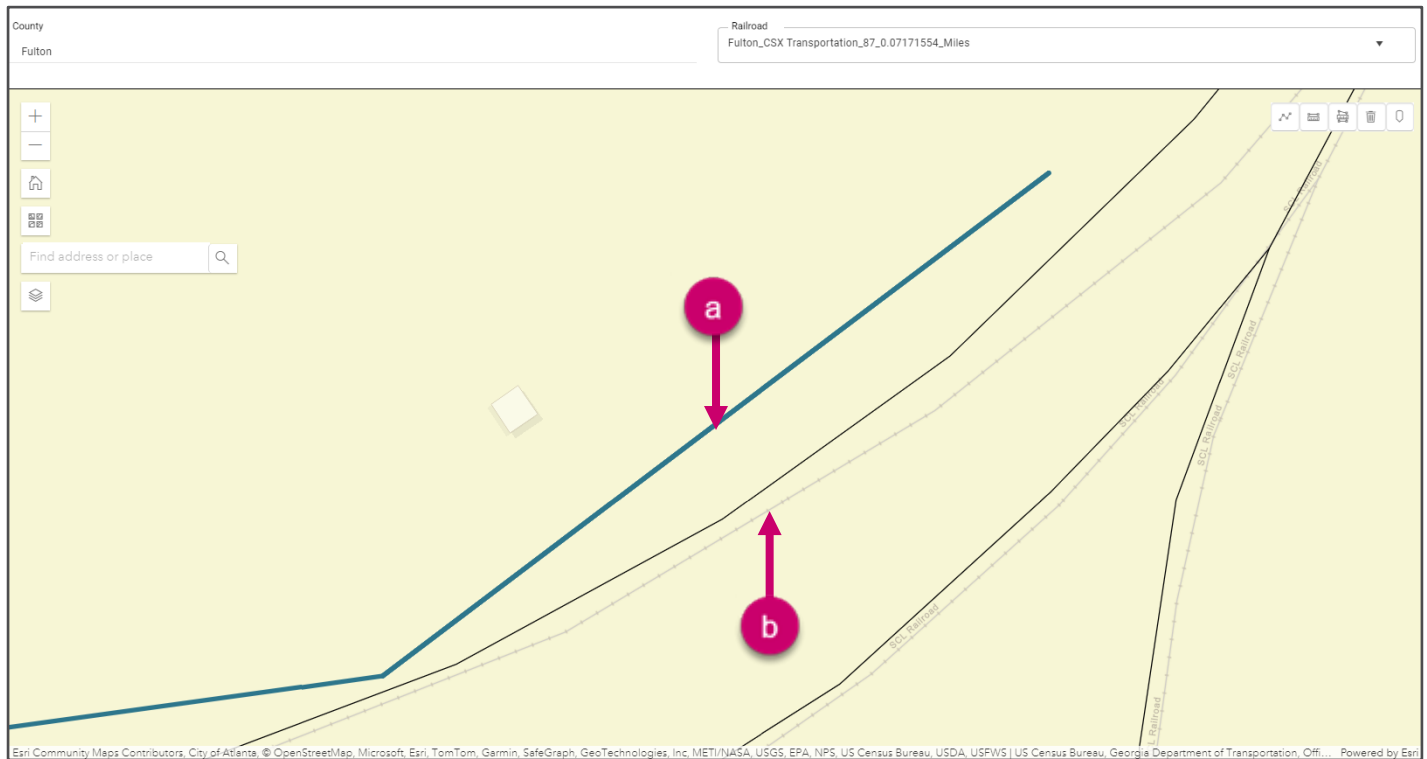 County
Fulton
Railroad
Fulton_CSX Transportation_87_0.07171554_Miles
Find address or place
a
b
SCL Railroad
SCL Railroad
SCL Railroad
SCL Railroad
SCL Railroad
L Railroad
Esri Community Maps Contributors, City of Atlanta, © OpenStreetMap, Microsoft, Esri, TomTom, Garmin, SafeGraph, GeoTechnologies, Inc, METI/NASA, USGS, EPA, NPS, US Census Bureau, USDA, USFWS | US Census Bureau, Georgia Department of Transportation, Offi... Powered by Esri